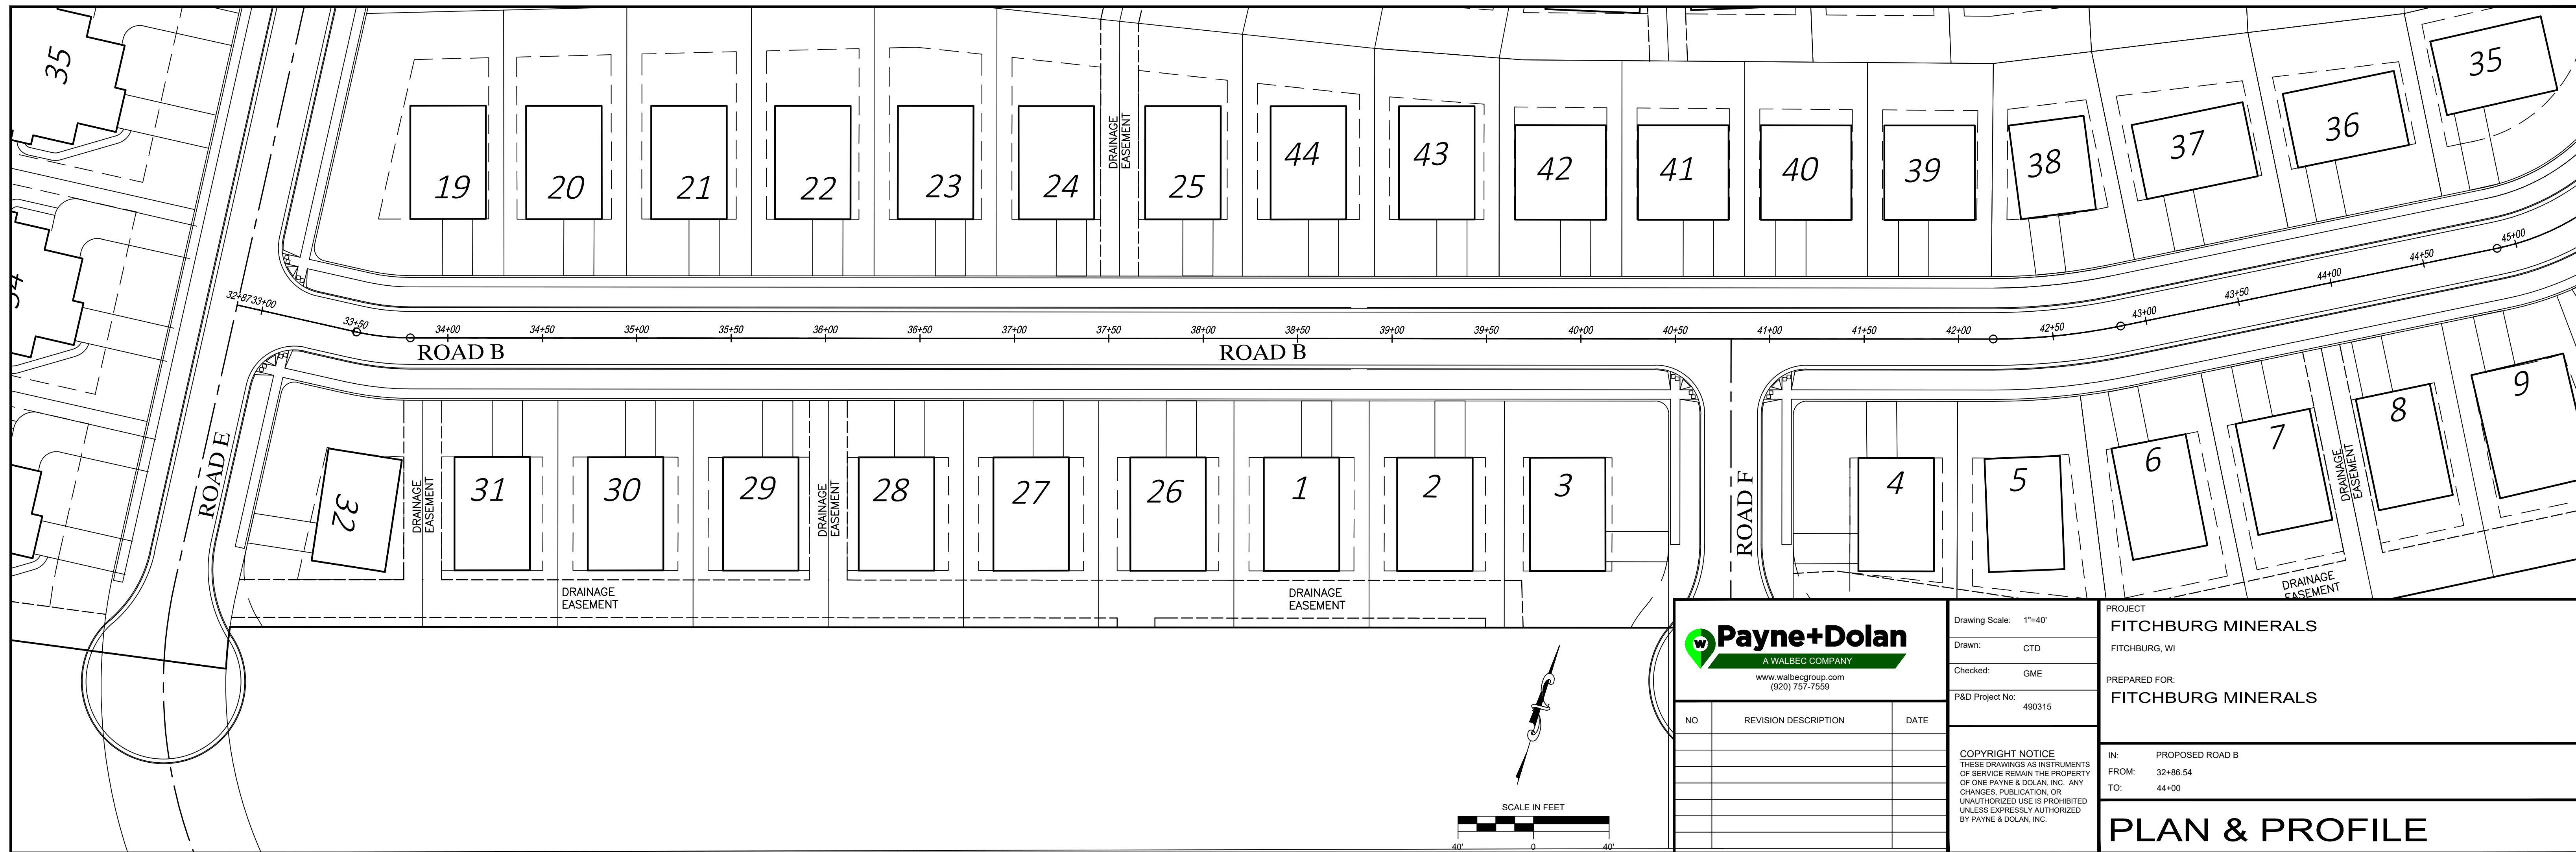 35
19
20
21
22
23
24
DRAINAGE
EASEMENT
25
44
43
42
41
40
39
38
37
36
35
34
32+87
33+00
33+50
34+00
34+50
35+00
35+50
36+00
36+50
37+00
37+50
38+00
38+50
39+00
39+50
40+00
40+50
41+00
41+50
42+00
42+50
43+00
43+50
44+00
44+50
45+00
ROAD B
ROAD B
ROAD E
ROAD F
32
DRAINAGE
EASEMENT
31
30
29
DRAINAGE
EASEMENT
28
27
26
1
2
3
4
5
6
7
DRAINAGE
EASEMENT
8
9
DRAINAGE
EASEMENT
DRAINAGE
EASEMENT
DRAINAGE
EASEMENT
SCALE IN FEET
40' 0 40'
W Payne+Dolan
A WALBEC COMPANY
www.walbecgroup.com
(920) 757-7559
NO REVISION DESCRIPTION DATE
Drawing Scale: 1"=40'
Drawn: CTD
Checked: GME
P&D Project No:
490315
COPYRIGHT NOTICE
THESE DRAWINGS AS INSTRUMENTS
OF SERVICE REMAIN THE PROPERTY
OF ONE PAYNE & DOLAN, INC. ANY
CHANGES, PUBLICATION, OR
UNAUTHORIZED USE IS PROHIBITED
UNLESS EXPRESSLY AUTHORIZED
BY PAYNE & DOLAN, INC.
PROJECT
FITCHBURG MINERALS
FITCHBURG, WI
PREPARED FOR:
FITCHBURG MINERALS
IN: PROPOSED ROAD B
FROM: 32+86.54
TO: 44+00
PLAN & PROFILE